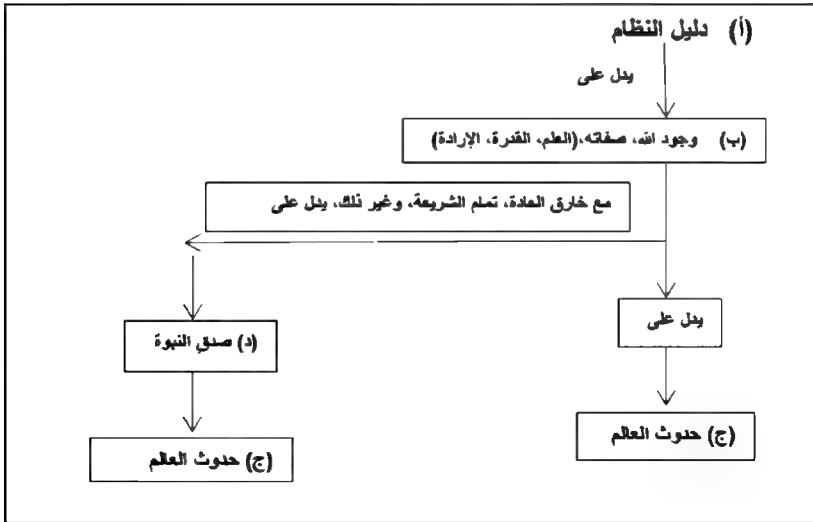 (أ) دليل النظام
يدل على
(ب) وجود الله، صفاته،(العلم، القدرة، الإرادة)
مع خارق العادة، تمام الشريعة، وغير ذلك، يدل على
يدل على
(د) صدق النبوة
(ج) حدوث العالم
(ج) حدوث العالم